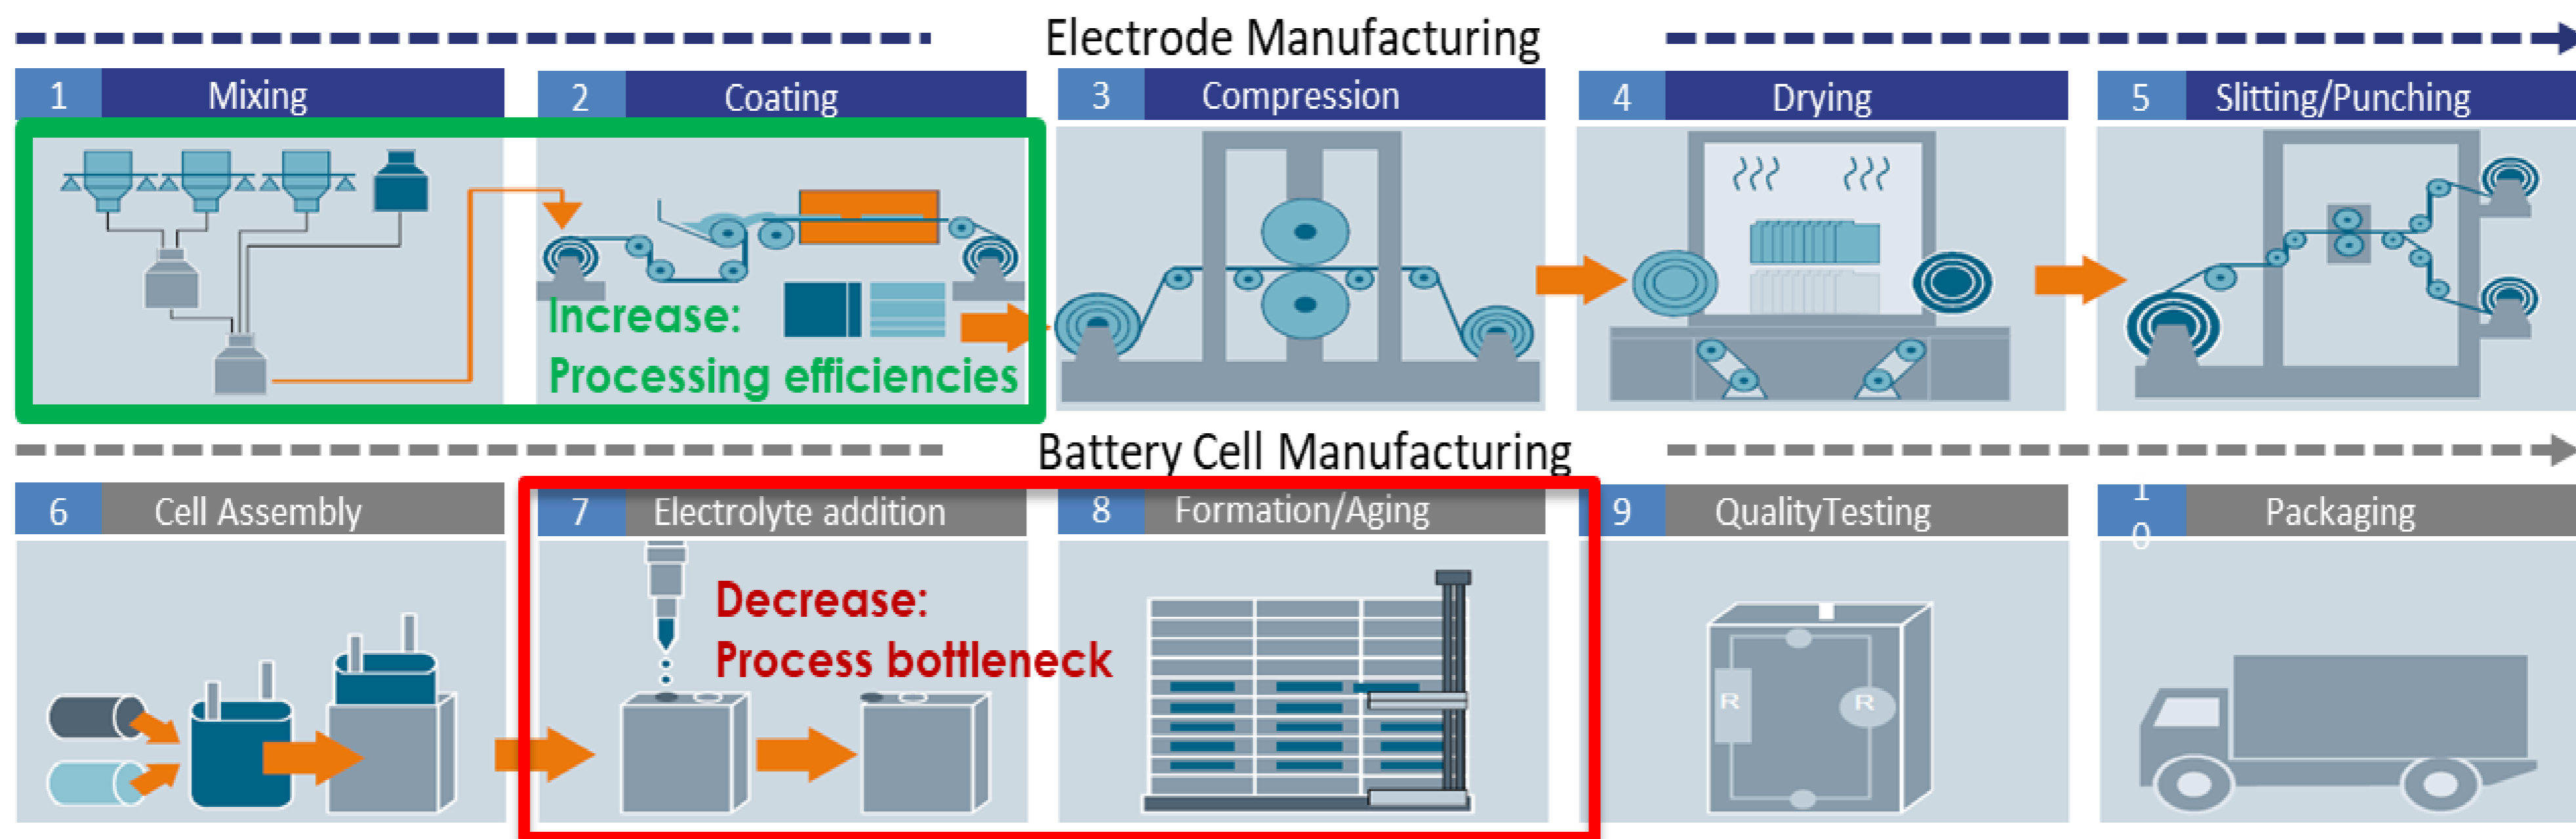 Electrode Manufacturing
1 Mixing
2 Coating
3 Compression
4 Drying
5 Slitting/Punching
Increase:
Processing efficiencies
Battery Cell Manufacturing
6 Cell Assembly
7 Electrolyte addition
8 Formation/Aging
9 QualityTesting
1
0
Packaging
Decrease:
Process bottleneck
R
R